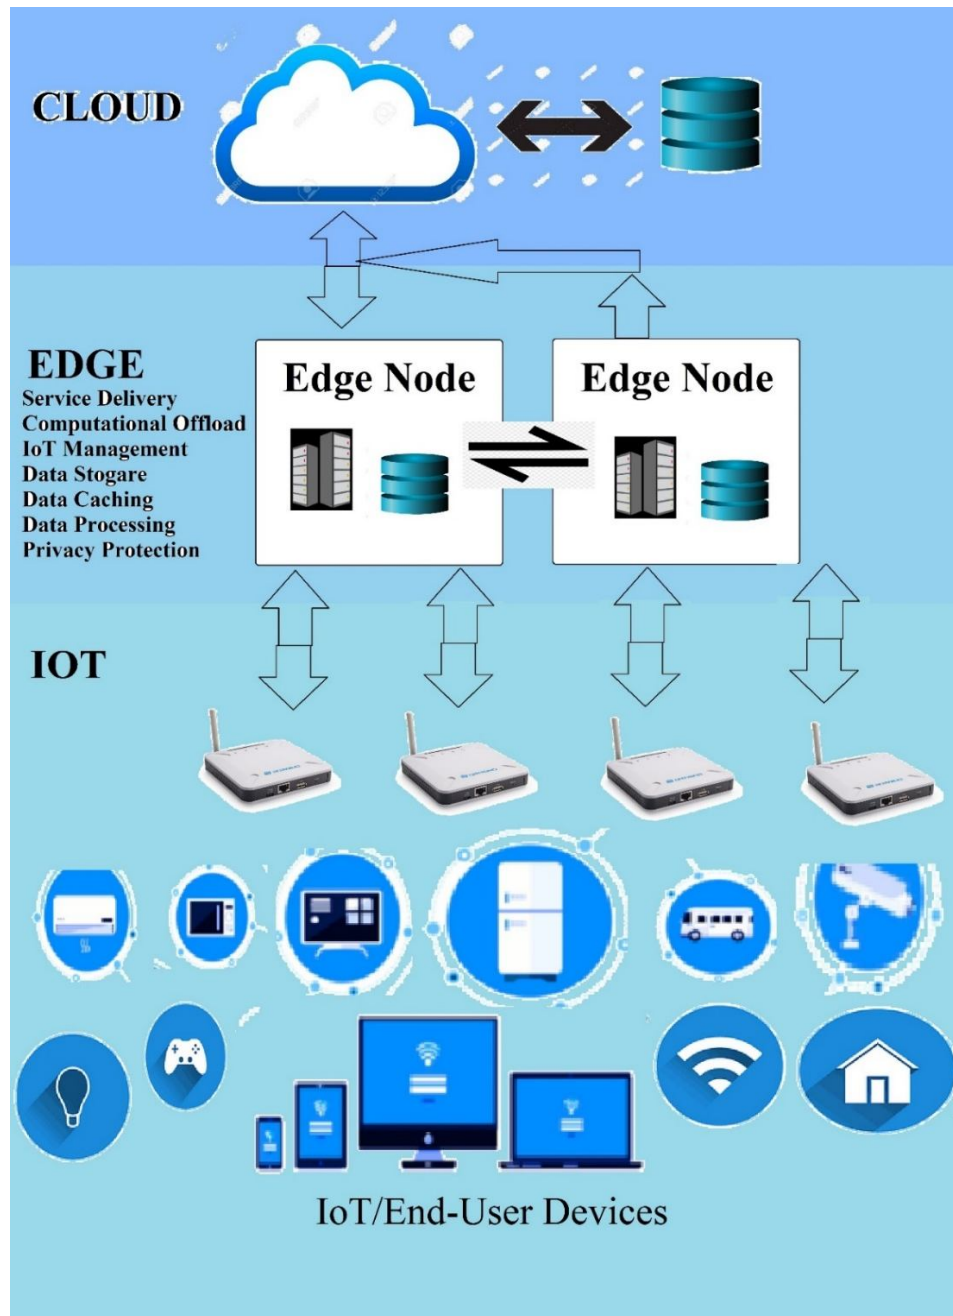 CLOUD
EDGE
Service Delivery
Computational Offload
IoT Management
Data Stogare
Data Caching
Data Processing
Privacy Protection
Edge Node
Edge Node
IOT
IoT/End-User Devices